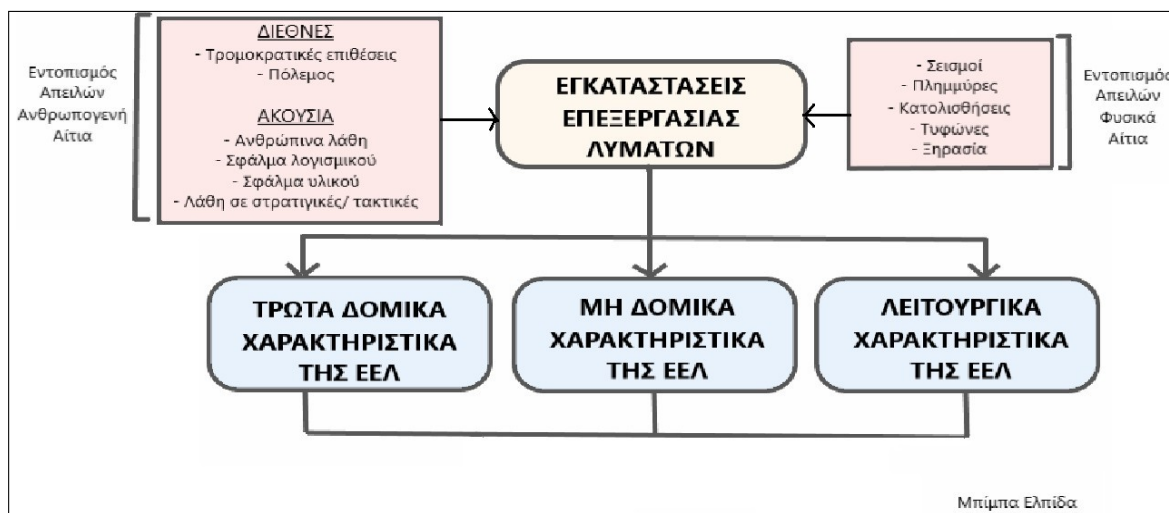 Εντοπισμός
Απειλών
Ανθρωπογενή
Αίτια
ΔΙΕΘΝΕΣ
- Τρομοκρατικές επιθέσεις
- Πόλεμος
ΑΚΟΥΣΙΑ
- Ανθρώπινα λάθη
- Σφάλμα λογισμικού
- Σφάλμα υλικού
- Λάθη σε στρατιγικές/ τακτικές
ΕΓΚΑΤΑΣΤΑΣΕΙΣ
ΕΠΕΞΕΡΓΑΣΙΑΣ
ΛΥΜΑΤΩΝ
- Σεισμοί
- Πλημμύρες
- Κατολισθήσεις
- Τυφώνες
- Ξηρασία
Εντοπισμός
Απειλών
Φυσικά
Αίτια
ΤΡΩΤΑ ΔΟΜΙΚΑ
ΧΑΡΑΚΤΗΡΙΣΤΙΚΑ
ΤΗΣ ΕΕΛ
ΜΗ ΔΟΜΙΚΑ
ΧΑΡΑΚΤΗΡΙΣΤΙΚΑ
ΤΗΣ ΕΕΛ
ΛΕΙΤΟΥΡΓΙΚΑ
ΧΑΡΑΚΤΗΡΙΣΤΙΚΑ
ΤΗΣ ΕΕΛ
Μπίμπα Ελπίδα